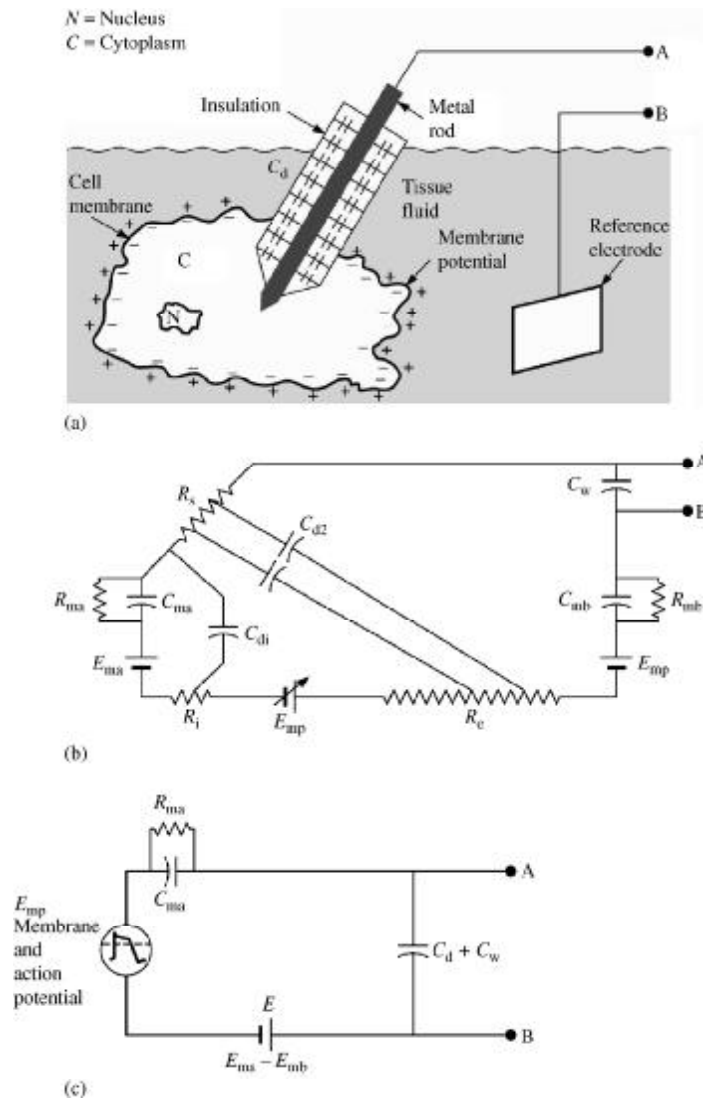 N = Nucleus
C = Cytoplasm
A
Insulation
Metal
rod
B
Cd
Cell
membrane
Tissue
fluid
Reference
electrode
C
Membrane
potential
N
(a)
A
Rs
Cw
Cd2
B
Rma
Cma
Cmb
Rmb
Cdi
Ema
Emp
Ri
Emp
Re
(b)
Rma
A
Cma
Emp
Membrane
and
action
potential
Cd + Cw
E
B
Ema – Emb
(c)